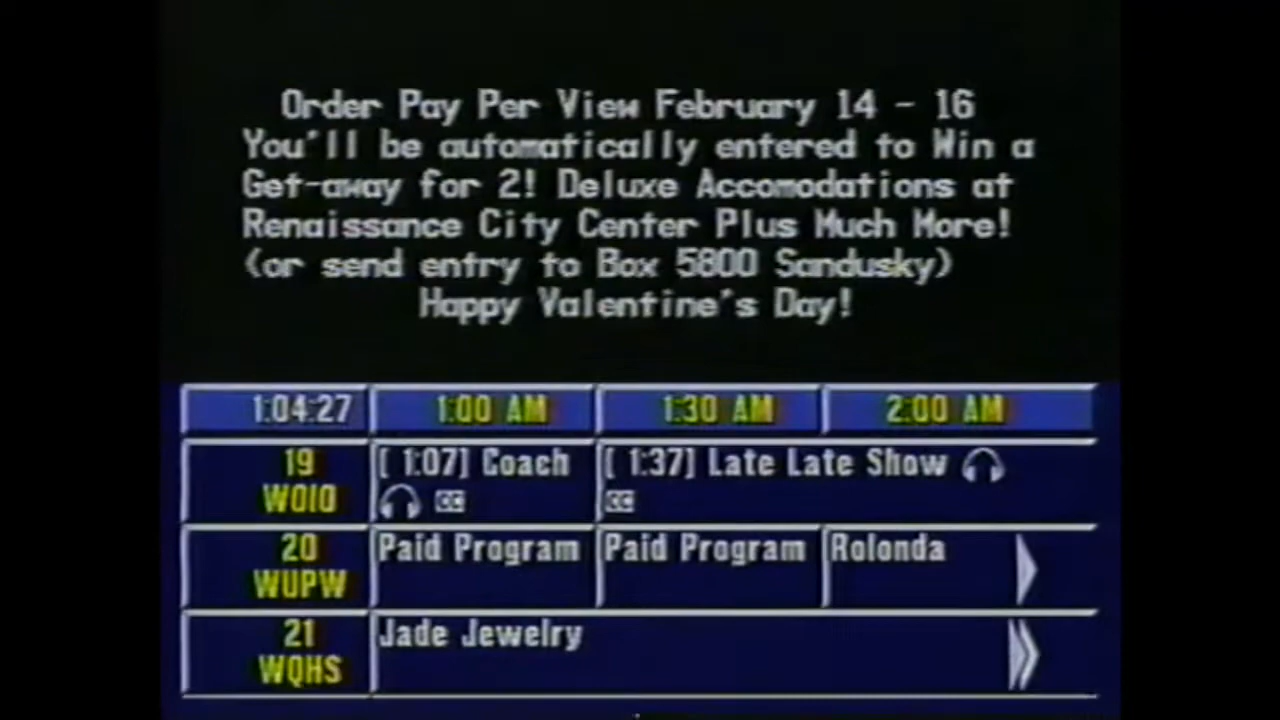 Order Pay Per View February 14 - 16
You'll be automatically entered to Win a
Get-away for 2! Deluxe Accomodations at
Renaissance City Center Plus Much More!
(or send entry to Box 5800 Sandusky)
Happy Valentine's Day!
1:04:27 1:00 AM 1:30 AM 2:00 AM
19 [ 1:07] Coach [ 1:37] Late Late Show
WOIO CC CC
20 Paid Program Paid Program Rolonda
WUPW
21 Jade Jewelry
WQHS